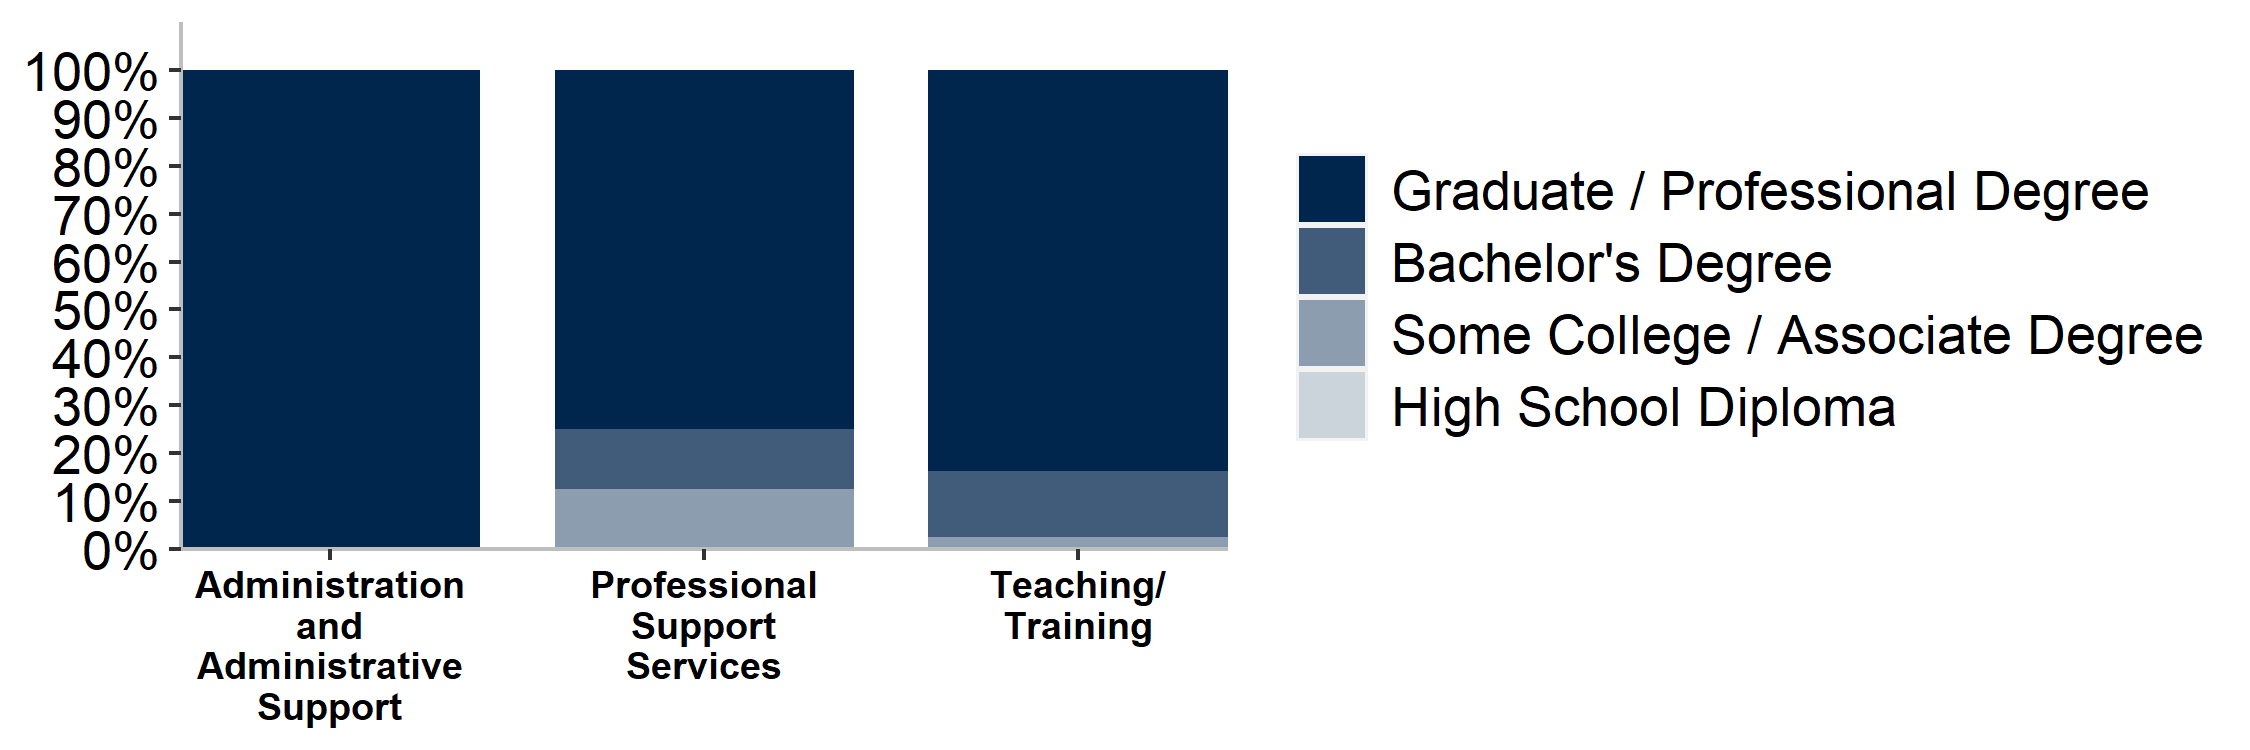 100%
90%
80%
70%
60%
50%
40%
30%
20%
10%
0%
Administration
and
Administrative
Support
Professional
Support
Services
Teaching/
Training
Graduate / Professional Degree
Bachelor's Degree
Some College / Associate Degree
High School Diploma